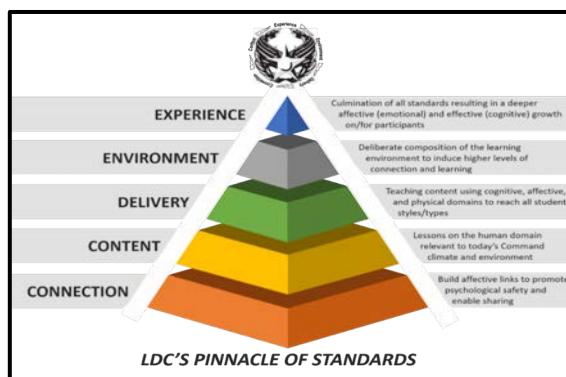 Experience
EXPERIENCE
Culmination of all standards resulting in a deeper
affective (emotional) and effective (cognitive) growth
on/for participants
ENVIRONMENT
Deliberate composition of the learning
environment to induce higher levels of
connection and learning
DELIVERY
Teaching content using cognitive, affective,
and physical domains to reach all student
styles/types
CONTENT
Lessons on the human domain
relevant to today's Command
climate and environment
CONNECTION
Build affective links to promote
psychological safety and
enable sharing
LDC'S PINNACLE OF STANDARDS